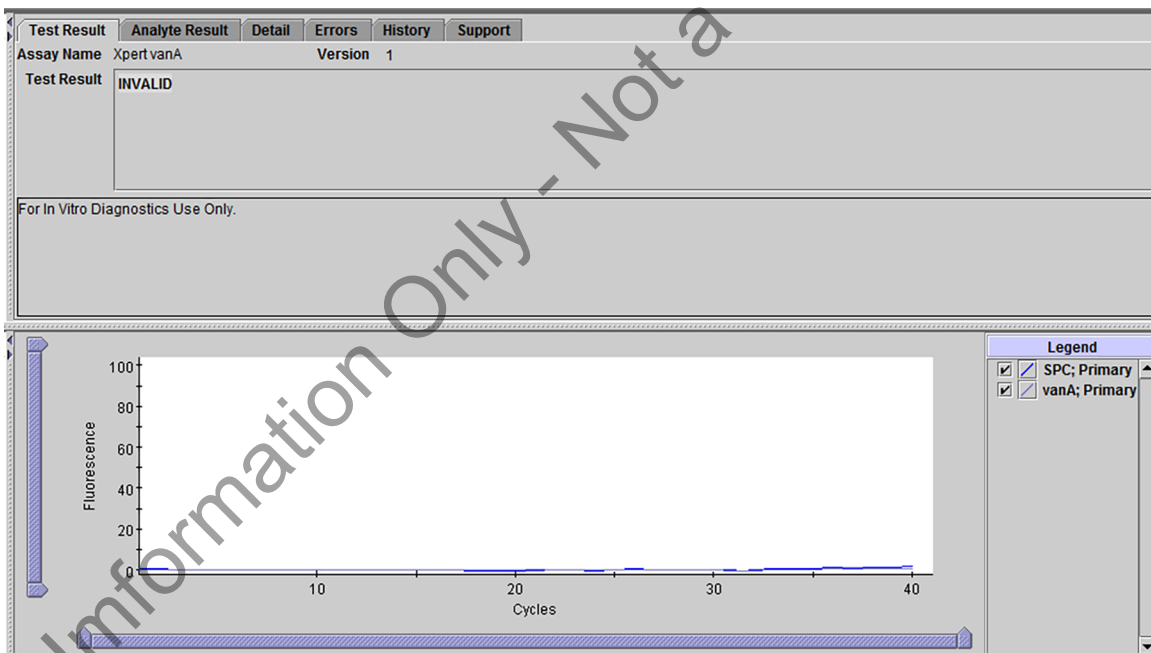 Test Result Analyte Result Detail Errors History Support
Assay Name Xpert vanA Version 1
Test Result INVALID
For In Vitro Diagnostics Use Only.
Imformation Only - Not a
Legend
SPC; Primary
vanA; Primary
100
80
60
40
20
0
Fluorescence
10 20 30 40
Cycles